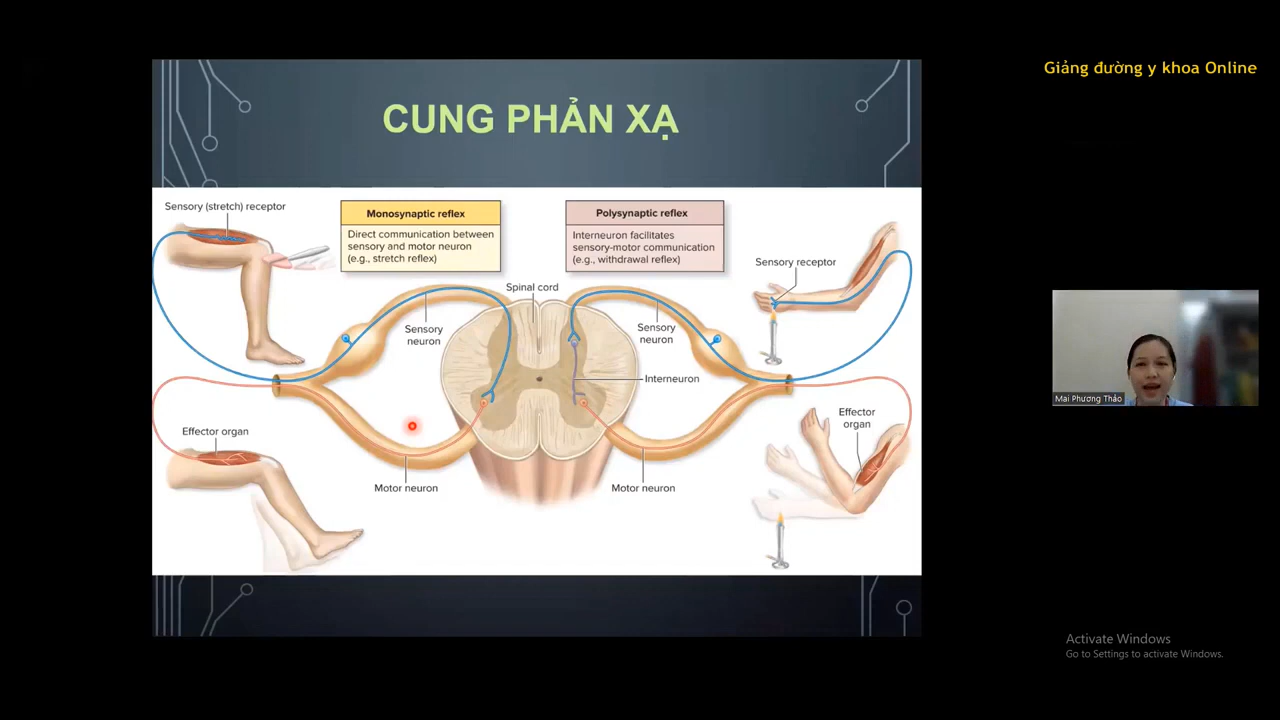 Giảng đường y khoa Online
CUNG PHẢN XẠ
Sensory (stretch) receptor
Monosynaptic reflex
Direct communication between
sensory and motor neuron
(e.g., stretch reflex)
Polysynaptic reflex
Interneuron facilitates
sensory-motor communication
(e.g., withdrawal reflex)
Sensory receptor
Spinal cord
Sensory
neuron
Sensory
neuron
Interneuron
Effector organ
Effector
organ
Motor neuron
Motor neuron
Mai Phương Thảo
Activate Windows
Go to Settings to activate Windows.